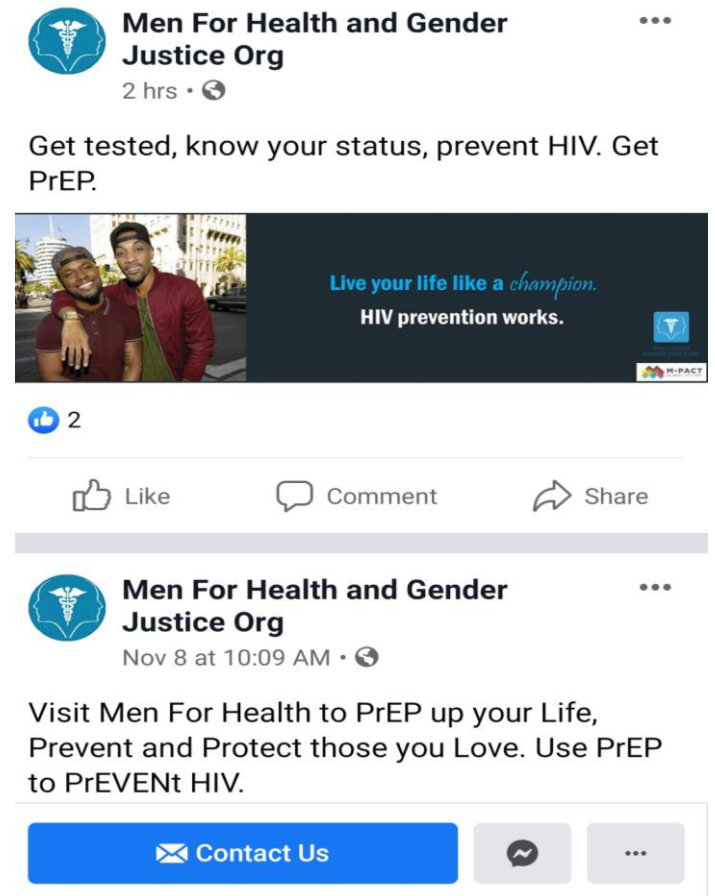 Men For Health and Gender
Justice Org
2 hrs •
Get tested, know your status, prevent HIV. Get
PrEP.
Live your life like a champion.
HIV prevention works.
M-PACT
2
Like
Comment
Share
Men For Health and Gender
Justice Org
Nov 8 at 10:09 AM •
Visit Men For Health to PrEP up your Life,
Prevent and Protect those you Love. Use PrEP
to PrEVENt HIV.
Contact Us